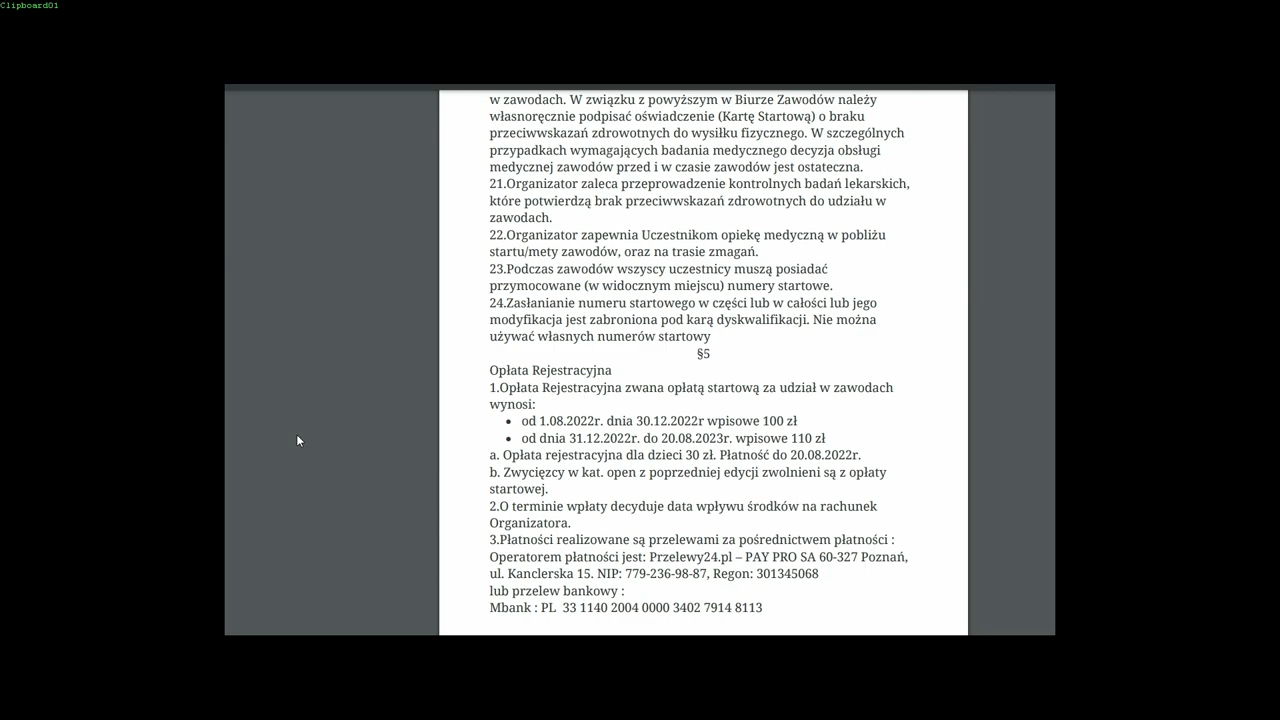 Clipboard01
w zawodach. W związku z powyższym w Biurze Zawodów należy
własnoręcznie podpisać oświadczenie (Kartę Startową) o braku
przeciwwskazań zdrowotnych do wysiłku fizycznego. W szczególnych
przypadkach wymagających badania medycznego decyzja obsługi
medycznej zawodów przed i w czasie zawodów jest ostateczna.
21.Organizator zaleca przeprowadzenie kontrolnych badań lekarskich,
które potwierdzą brak przeciwwskazań zdrowotnych do udziału w
zawodach.
22.Organizator zapewnia Uczestnikom opiekę medyczną w pobliżu
startu/mety zawodów, oraz na trasie zmagań.
23.Podczas zawodów wszyscy uczestnicy muszą posiadać
przymocowane (w widocznym miejscu) numery startowe.
24.Zasłanianie numeru startowego w części lub w całości lub jego
modyfikacja jest zabroniona pod karą dyskwalifikacji. Nie można
używać własnych numerów startowy
§5
Opłata Rejestracyjna
1.Opłata Rejestracyjna zwana opłatą startową za udział w zawodach
wynosi:
• od 1.08.2022r. dnia 30.12.2022r wpisowe 100 zł
• od dnia 31.12.2022r. do 20.08.2023r. wpisowe 110 zł
a. Opłata rejestracyjna dla dzieci 30 zł. Płatność do 20.08.2022r.
b. Zwycięzcy w kat. open z poprzedniej edycji zwolnieni są z opłaty
startowej.
2.O terminie wpłaty decyduje data wpływu środków na rachunek
Organizatora.
3.Płatności realizowane są przelewami za pośrednictwem płatności :
Operatorem płatności jest: Przelewy24.pl – PAY PRO SA 60-327 Poznań,
ul. Kanclerska 15. NIP: 779-236-98-87, Regon: 301345068
lub przelew bankowy :
Mbank : PL  33 1140 2004 0000 3402 7914 8113